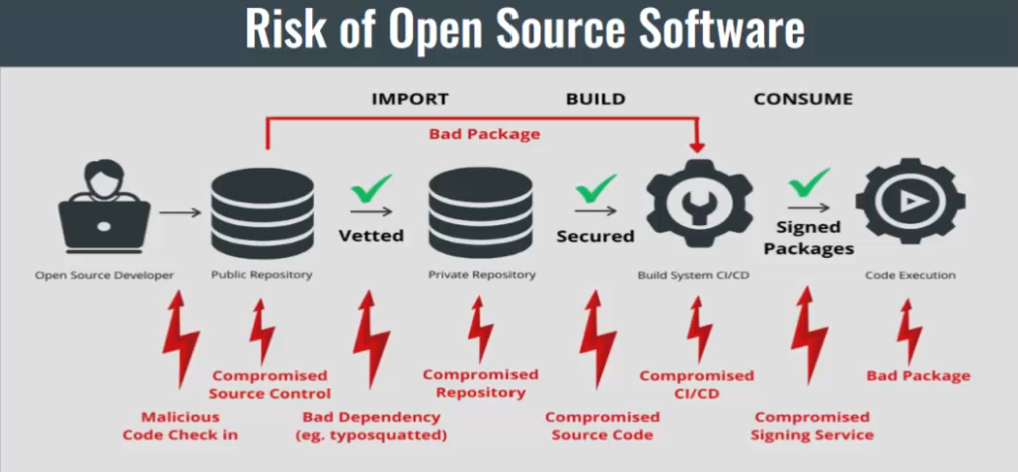 Risk of Open Source Software
IMPORT
BUILD
CONSUME
Bad Package
Vetted
Secured
Signed
Packages
Open Source Developer
Public Repository
Private Repository
Build System CI/CD
Code Execution
Malicious
Code Check in
Compromised
Source Control
Bad Dependency
(eg. typosquatted)
Compromised
Repository
Compromised
Source Code
Compromised
CI/CD
Compromised
Signing Service
Bad Package